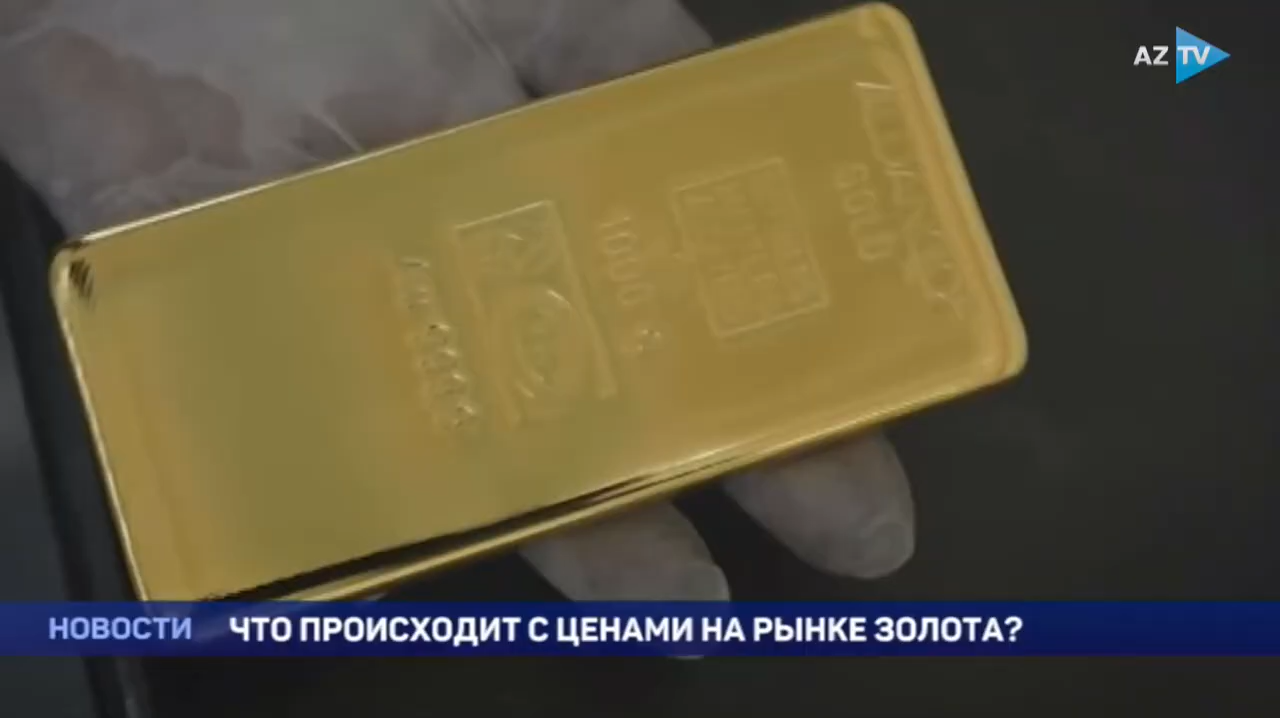 AZ TV
GOLD
1000 g
НОВОСТИ ЧТО ПРОИСХОДИТ С ЦЕНАМИ НА РЫНКЕ ЗОЛОТА?